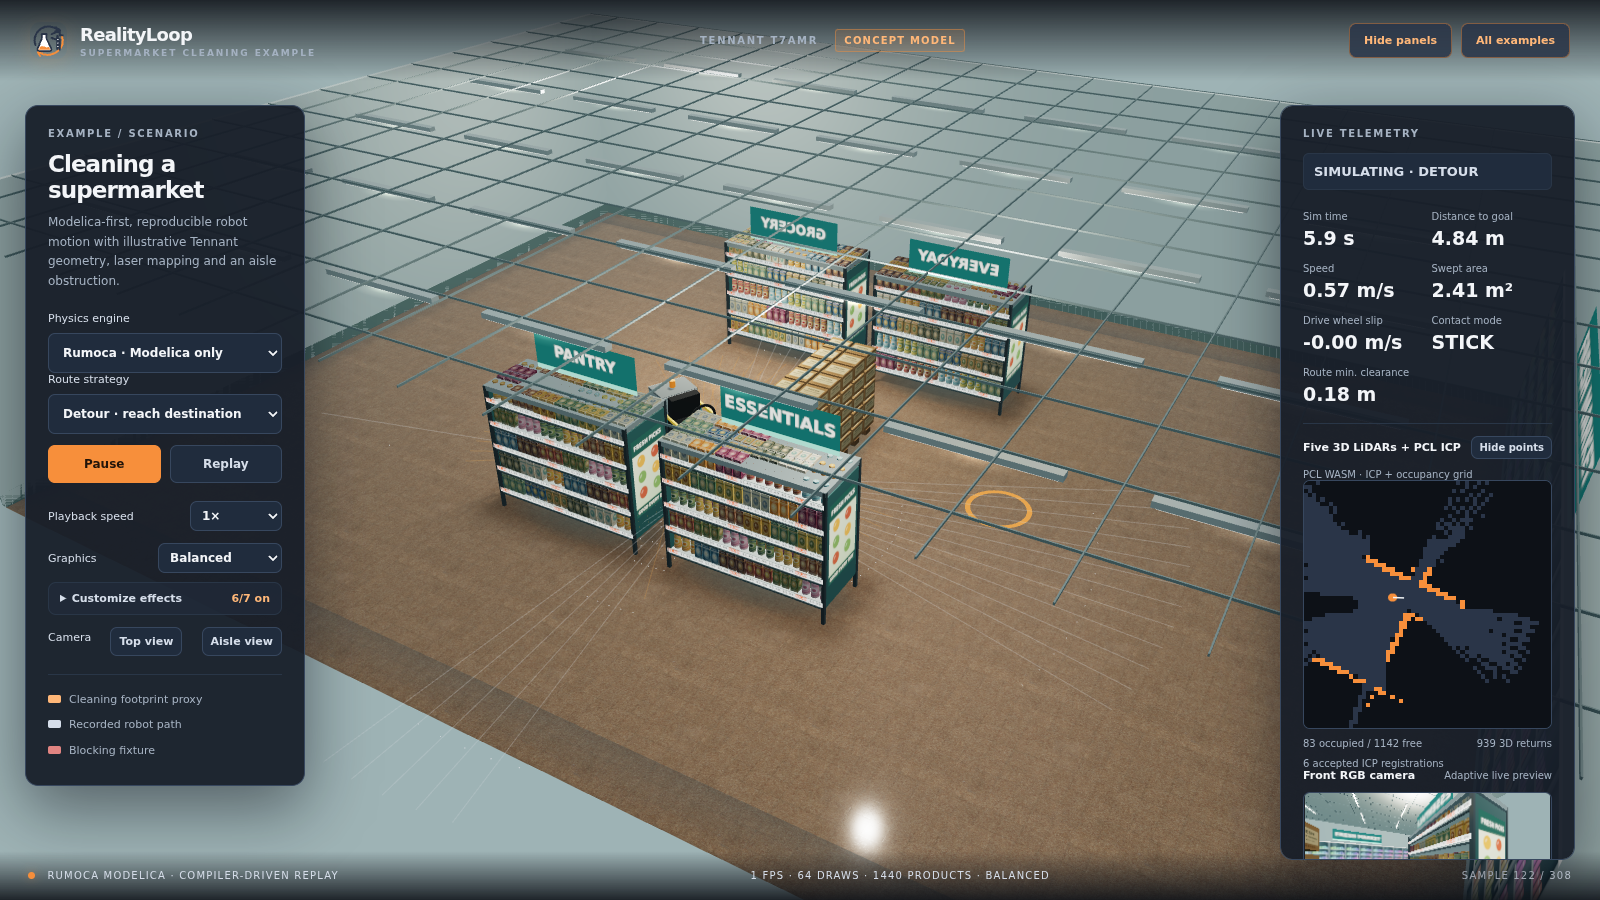 RealityLoop
SUPERMARKET CLEANING EXAMPLE
TENNANT T7AMR
CONCEPT MODEL
Hide panels
All examples
EXAMPLE / SCENARIO
Cleaning a
supermarket
Modelica-first, reproducible robot
motion with illustrative Tennant
geometry, laser mapping and an aisle
obstruction.
Physics engine
Rumoca · Modelica only
Route strategy
Detour · reach destination
Pause
Replay
Playback speed
1×
Graphics
Balanced
Customize effects
6/7 on
Camera
Top view
Aisle view
Cleaning footprint proxy
Recorded robot path
Blocking fixture
GROCERY
EVERYDAY
PANTRY
ESSENTIALS
FRESH PICKS
FRESH PICKS
LIVE TELEMETRY
SIMULATING · DETOUR
Sim time
Distance to goal
5.9 s
4.84 m
Speed
Swept area
0.57 m/s
2.41 m²
Drive wheel slip
Contact mode
-0.00 m/s
STICK
Route min. clearance
0.18 m
Five 3D LiDARs + PCL ICP
Hide points
PCL WASM · ICP + occupancy grid
83 occupied / 1142 free
939 3D returns
6 accepted ICP registrations
Front RGB camera
Adaptive live preview
RUMOCA MODELICA · COMPILER-DRIVEN REPLAY
1 FPS · 64 DRAWS · 1440 PRODUCTS · BALANCED
SAMPLE 122 / 308